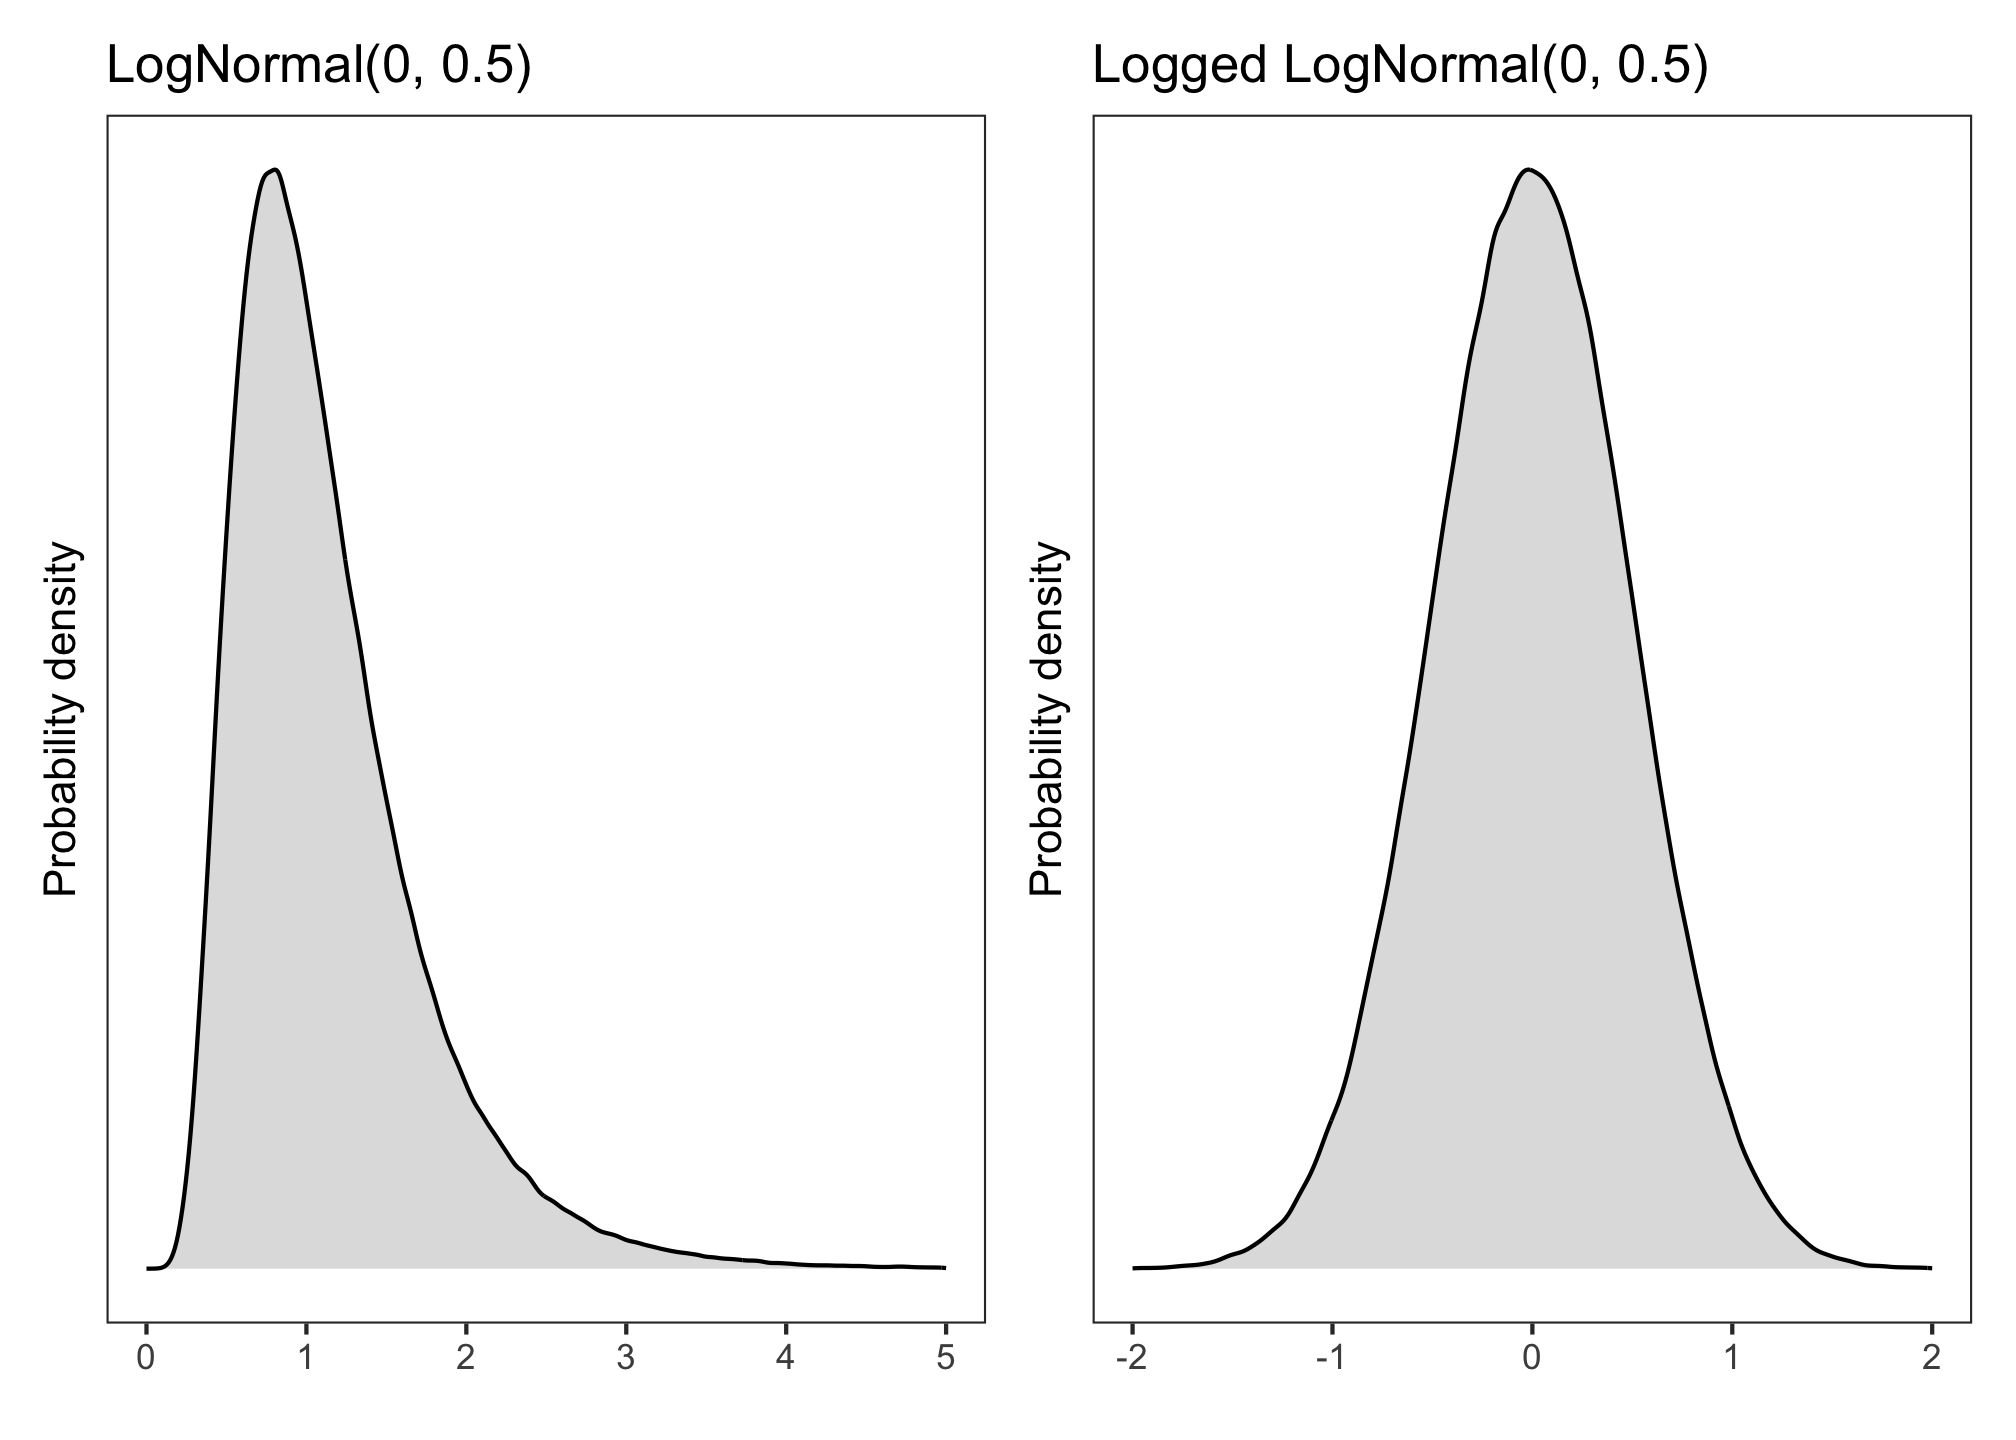 LogNormal(0, 0.5)
Probability density
0 1 2 3 4 5
Logged LogNormal(0, 0.5)
Probability density
-2 -1 0 1 2